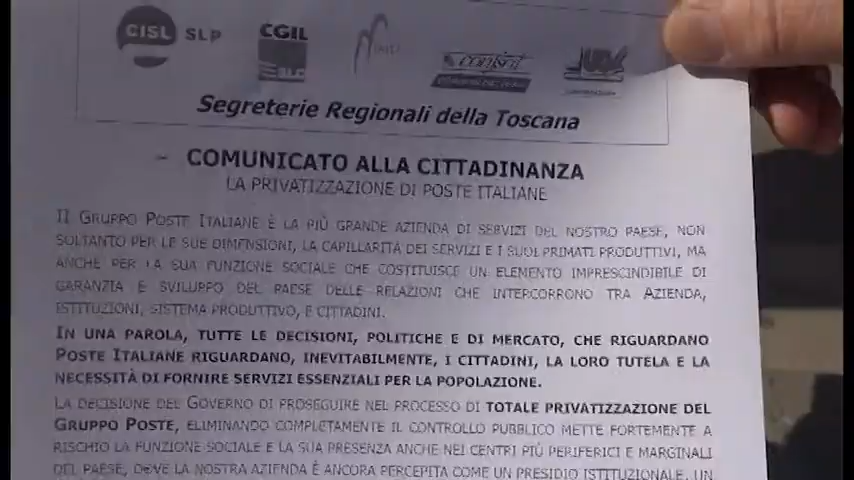 CISL SLP CGIL SLC
Segreterie Regionali della Toscana
COMUNICATO ALLA CITTADINANZA
LA PRIVATIZZAZIONE DI POSTE ITALIANE
IL GRUPPO POSTE ITALIANE È LA PIÙ GRANDE AZIENDA DI SERVIZI DEL NOSTRO PAESE, NON
SOLTANTO PER LE SUE DIMENSIONI, LA CAPILLARITÀ DEI SERVIZI E I SUOI PRIMATI PRODUTTIVI, MA
ANCHE PER LA SUA FUNZIONE SOCIALE CHE COSTITUISCE UN ELEMENTO IMPRESCINDIBILE DI
GARANZIA E SVILUPPO DEL PAESE DELLE RELAZIONI CHE INTERCORRONO TRA AZIENDA,
ISTITUZIONI, SISTEMA PRODUTTIVO, E CITTADINI.
IN UNA PAROLA, TUTTE LE DECISIONI, POLITICHE E DI MERCATO, CHE RIGUARDANO
POSTE ITALIANE RIGUARDANO, INEVITABILMENTE, I CITTADINI, LA LORO TUTELA E LA
NECESSITÀ DI FORNIRE SERVIZI ESSENZIALI PER LA POPOLAZIONE.
LA DECISIONE DEL GOVERNO DI PROSEGUIRE NEL PROCESSO DI TOTALE PRIVATIZZAZIONE DEL
GRUPPO POSTE, ELIMINANDO COMPLETAMENTE IL CONTROLLO PUBBLICO METTE FORTEMENTE A
RISCHIO LA FUNZIONE SOCIALE E LA SUA PRESENZA ANCHE NEI CENTRI PIÙ PERIFERICI E MARGINALI
DEL PAESE, DOVE LA NOSTRA AZIENDA È ANCORA PERCEPITA COME UN PRESIDIO ISTITUZIONALE. UN